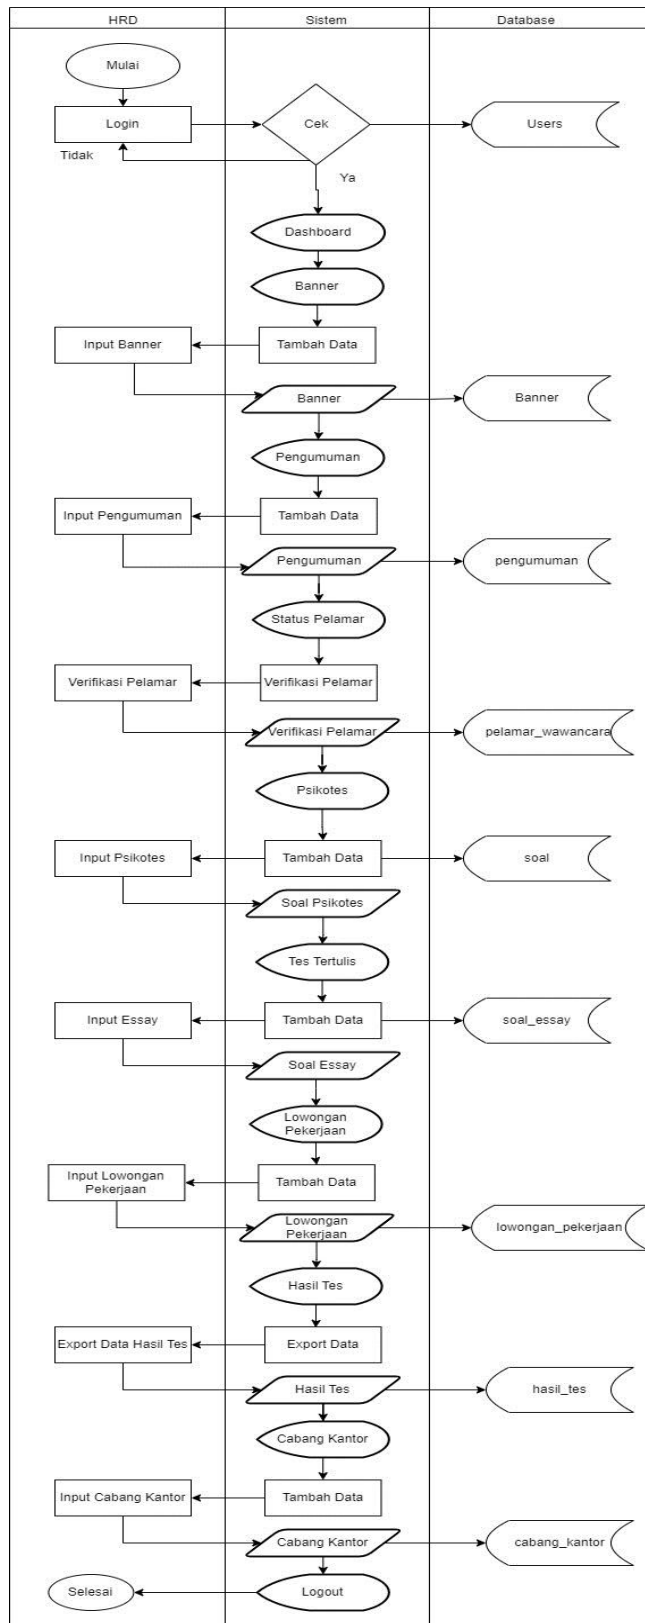 HRD
Sistem
Database
Mulai
Login
Cek
Users
Tidak
Ya
Dashboard
Banner
Input Banner
Tambah Data
Banner
Banner
Pengumuman
Input Pengumuman
Tambah Data
Pengumuman
pengumuman
Status Pelamar
Verifikasi Pelamar
Verifikasi Pelamar
Verifikasi Pelamar
pelamar_wawancara
Psikotes
Input Psikotes
Tambah Data
soal
Soal Psikotes
Tes Tertulis
Input Essay
Tambah Data
soal_essay
Soal Essay
Lowongan
Pekerjaan
Input Lowongan
Pekerjaan
Tambah Data
Lowongan
Pekerjaan
lowongan_pekerjaan
Hasil Tes
Export Data Hasil Tes
Export Data
Hasil Tes
hasil_tes
Cabang Kantor
Input Cabang Kantor
Tambah Data
Cabang Kantor
cabang_kantor
Selesai
Logout